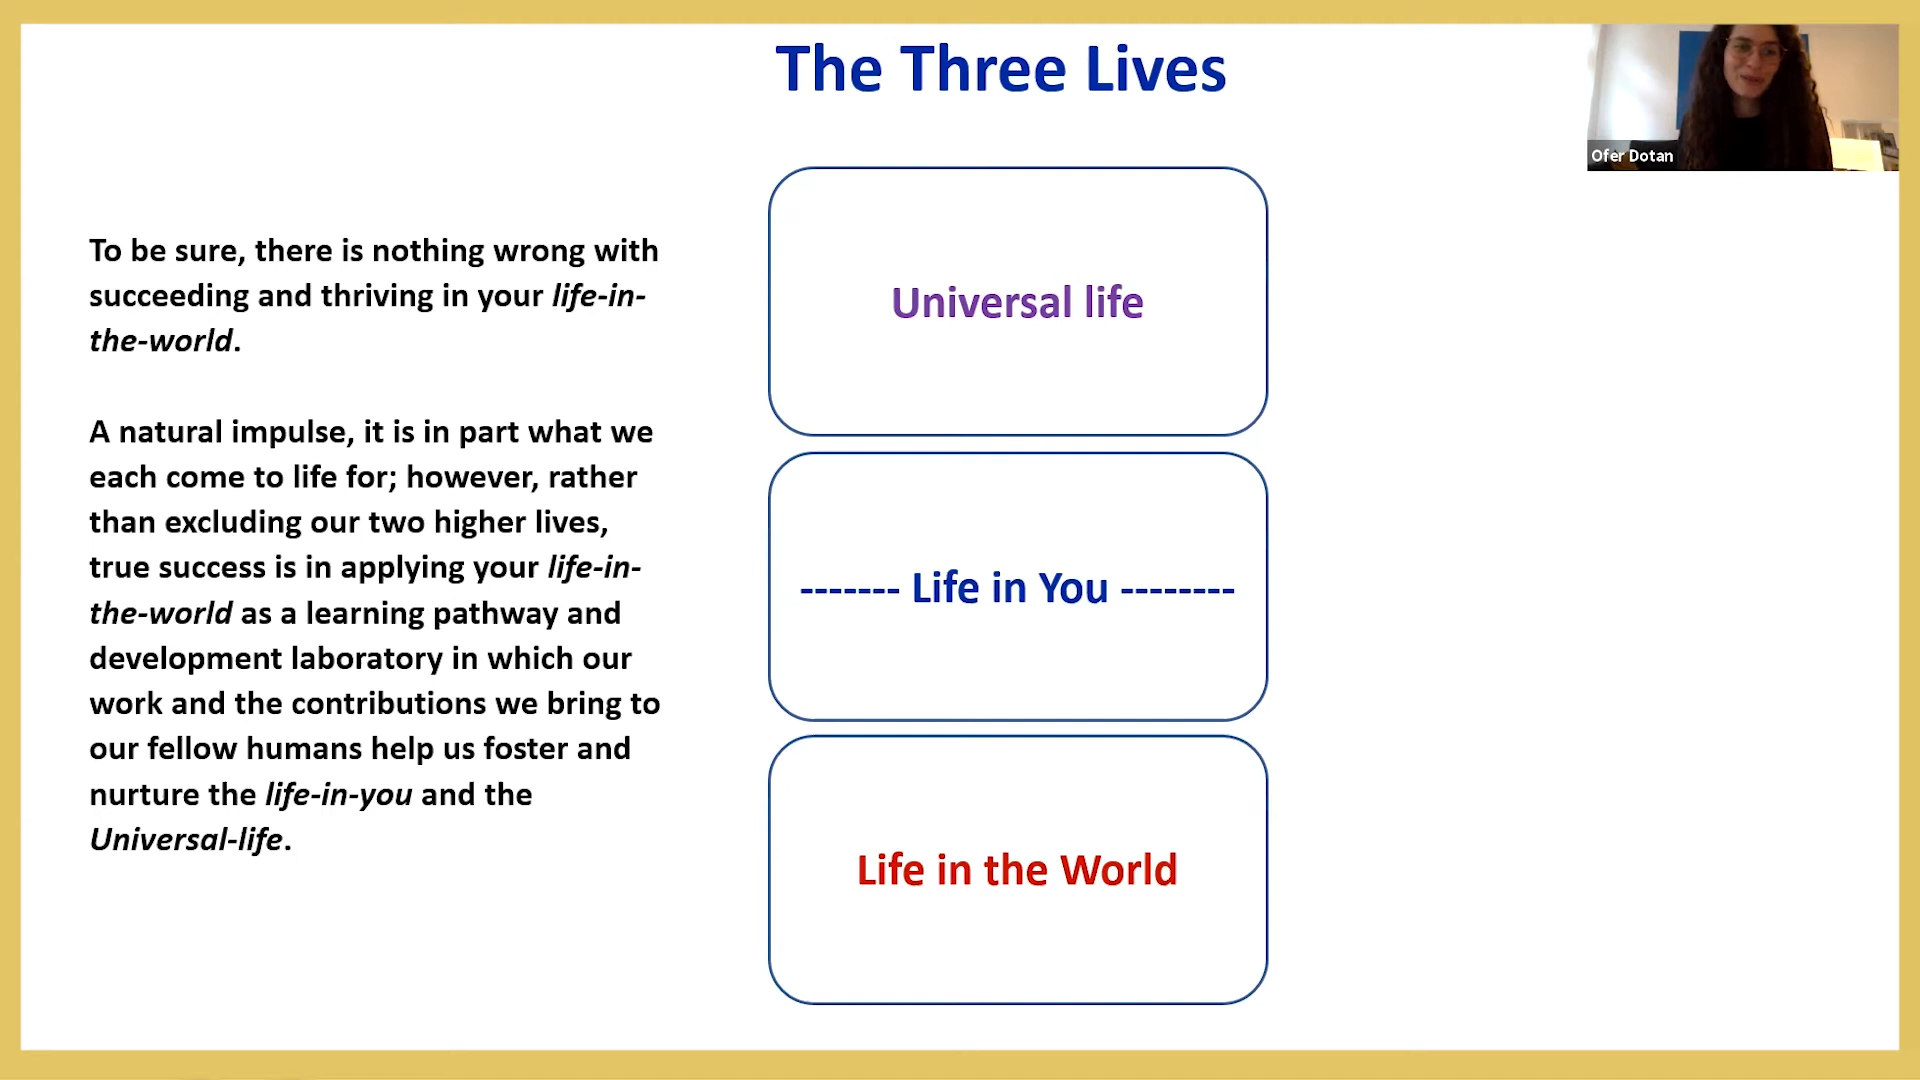 The Three Lives
Ofer Dotan
To be sure, there is nothing wrong with
succeeding and thriving in your life-in-
the-world.
A natural impulse, it is in part what we
each come to life for; however, rather
than excluding our two higher lives,
true success is in applying your life-in-
the-world as a learning pathway and
development laboratory in which our
work and the contributions we bring to
our fellow humans help us foster and
nurture the life-in-you and the
Universal-life.
Universal life
------- Life in You --------
Life in the World